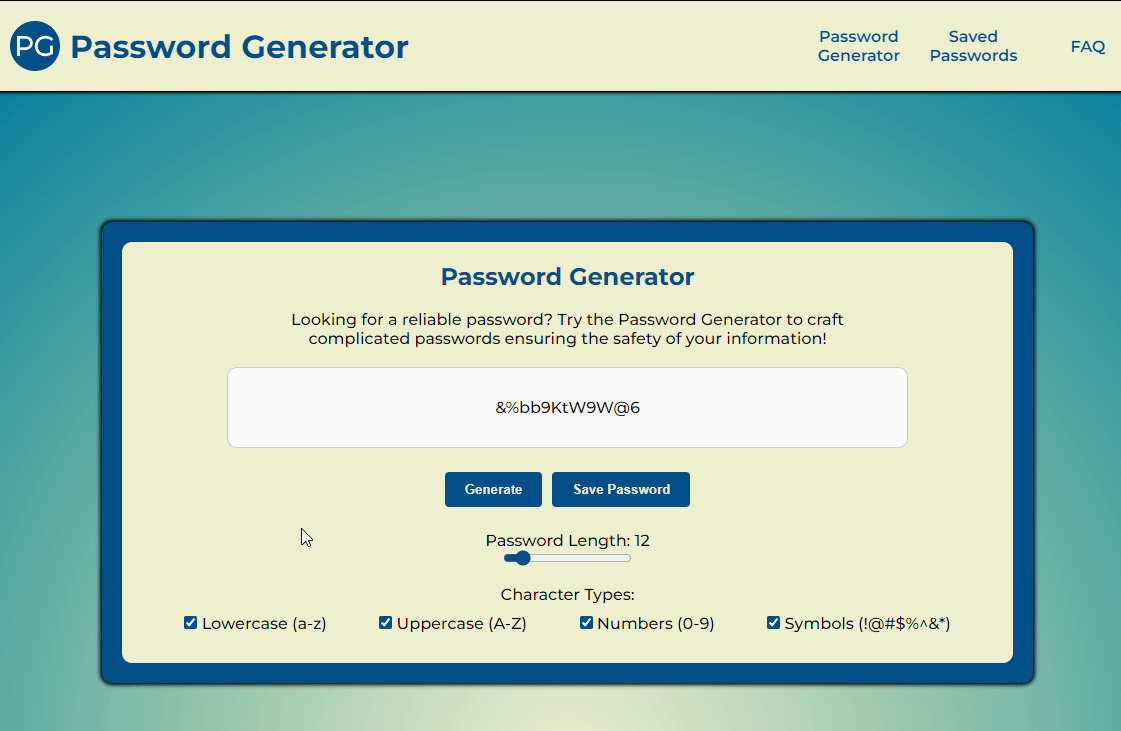 PG Password Generator
Password
Generator
Saved
Passwords
FAQ
Password Generator
Looking for a reliable password? Try the Password Generator to craft
complicated passwords ensuring the safety of your information!
&%bb9KtW9W@6
Generate
Save Password
Password Length: 12
Character Types:
Lowercase (a-z)
Uppercase (A-Z)
Numbers (0-9)
Symbols (!@#$%^&*)